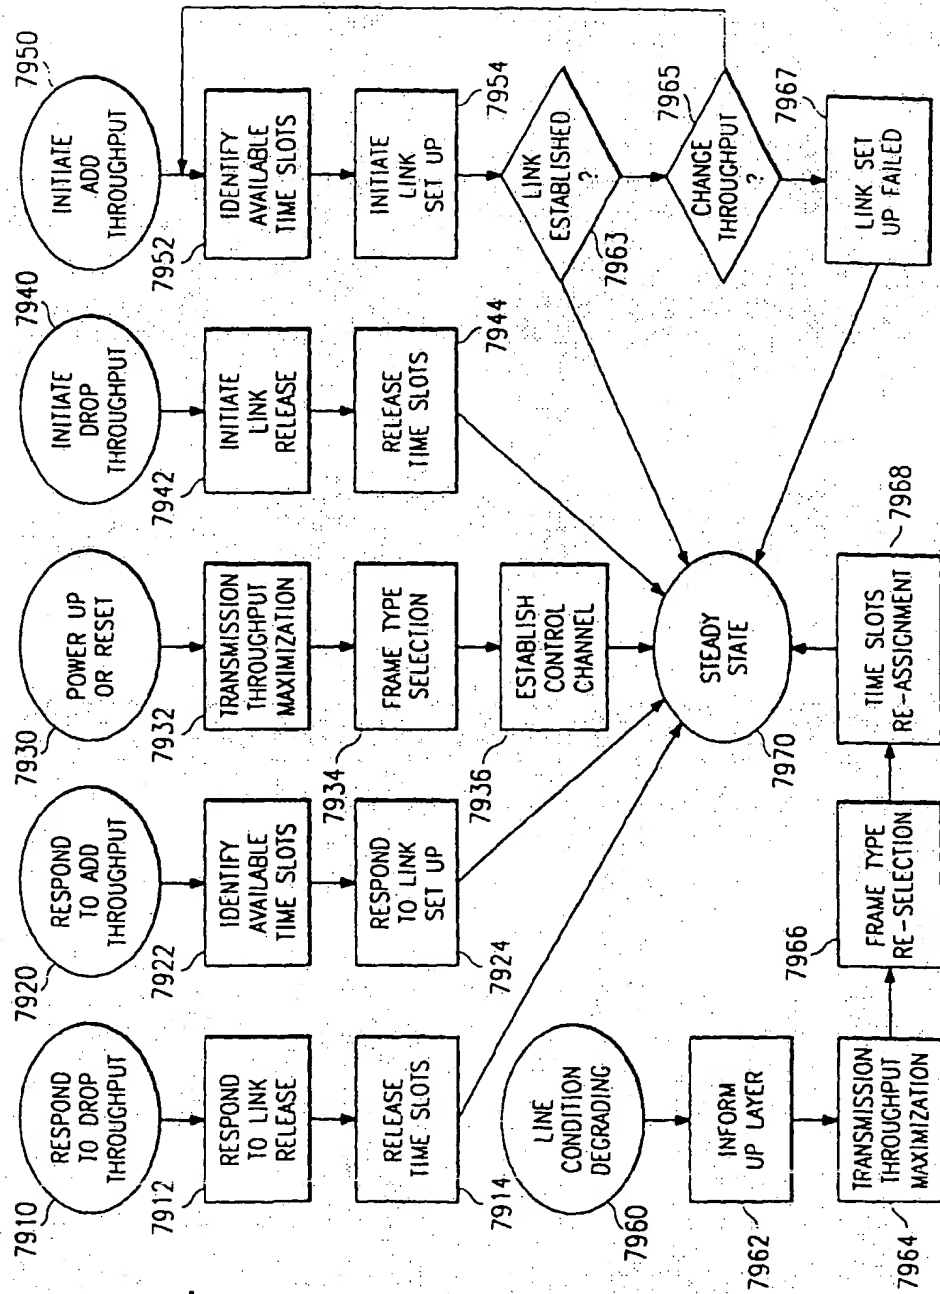 7910
RESPOND
TO DROP
THROUGHPUT
7912
RESPOND
TO LINK
RELEASE
RELEASE
TIME SLOTS
7914
7920
RESPOND
TO ADD
THROUGHPUT
7922
IDENTIFY
AVAILABLE
TIME SLOTS
RESPOND
TO LINK
SET UP
7924
7930
POWER UP
OR RESET
7932
TRANSMISSION
THROUGHPUT
MAXIMIZATION
7934
FRAME TYPE
SELECTION
7936
ESTABLISH
CONTROL
CHANNEL
7940
INITIATE
DROP
THROUGHPUT
7942
INITIATE
LINK
RELEASE
RELEASE
TIME SLOTS
7944
7950
INITIATE
ADD
THROUGHPUT
7952
IDENTIFY
AVAILABLE
TIME SLOTS
INITIATE
LINK
SET UP
7954
LINK
ESTABLISHED
?
7963
CHANGE
THROUGHPUT
?
7965
LINK SET
UP FAILED
7967
LINE
CONDITION
DEGRADING
7960
INFORM
UP LAYER
7962
TRANSMISSION
THROUGHPUT
MAXIMIZATION
7964
7966
FRAME TYPE
RE-SELECTION
TIME SLOTS
RE-ASSIGNMENT
7968
STEADY
STATE
7970